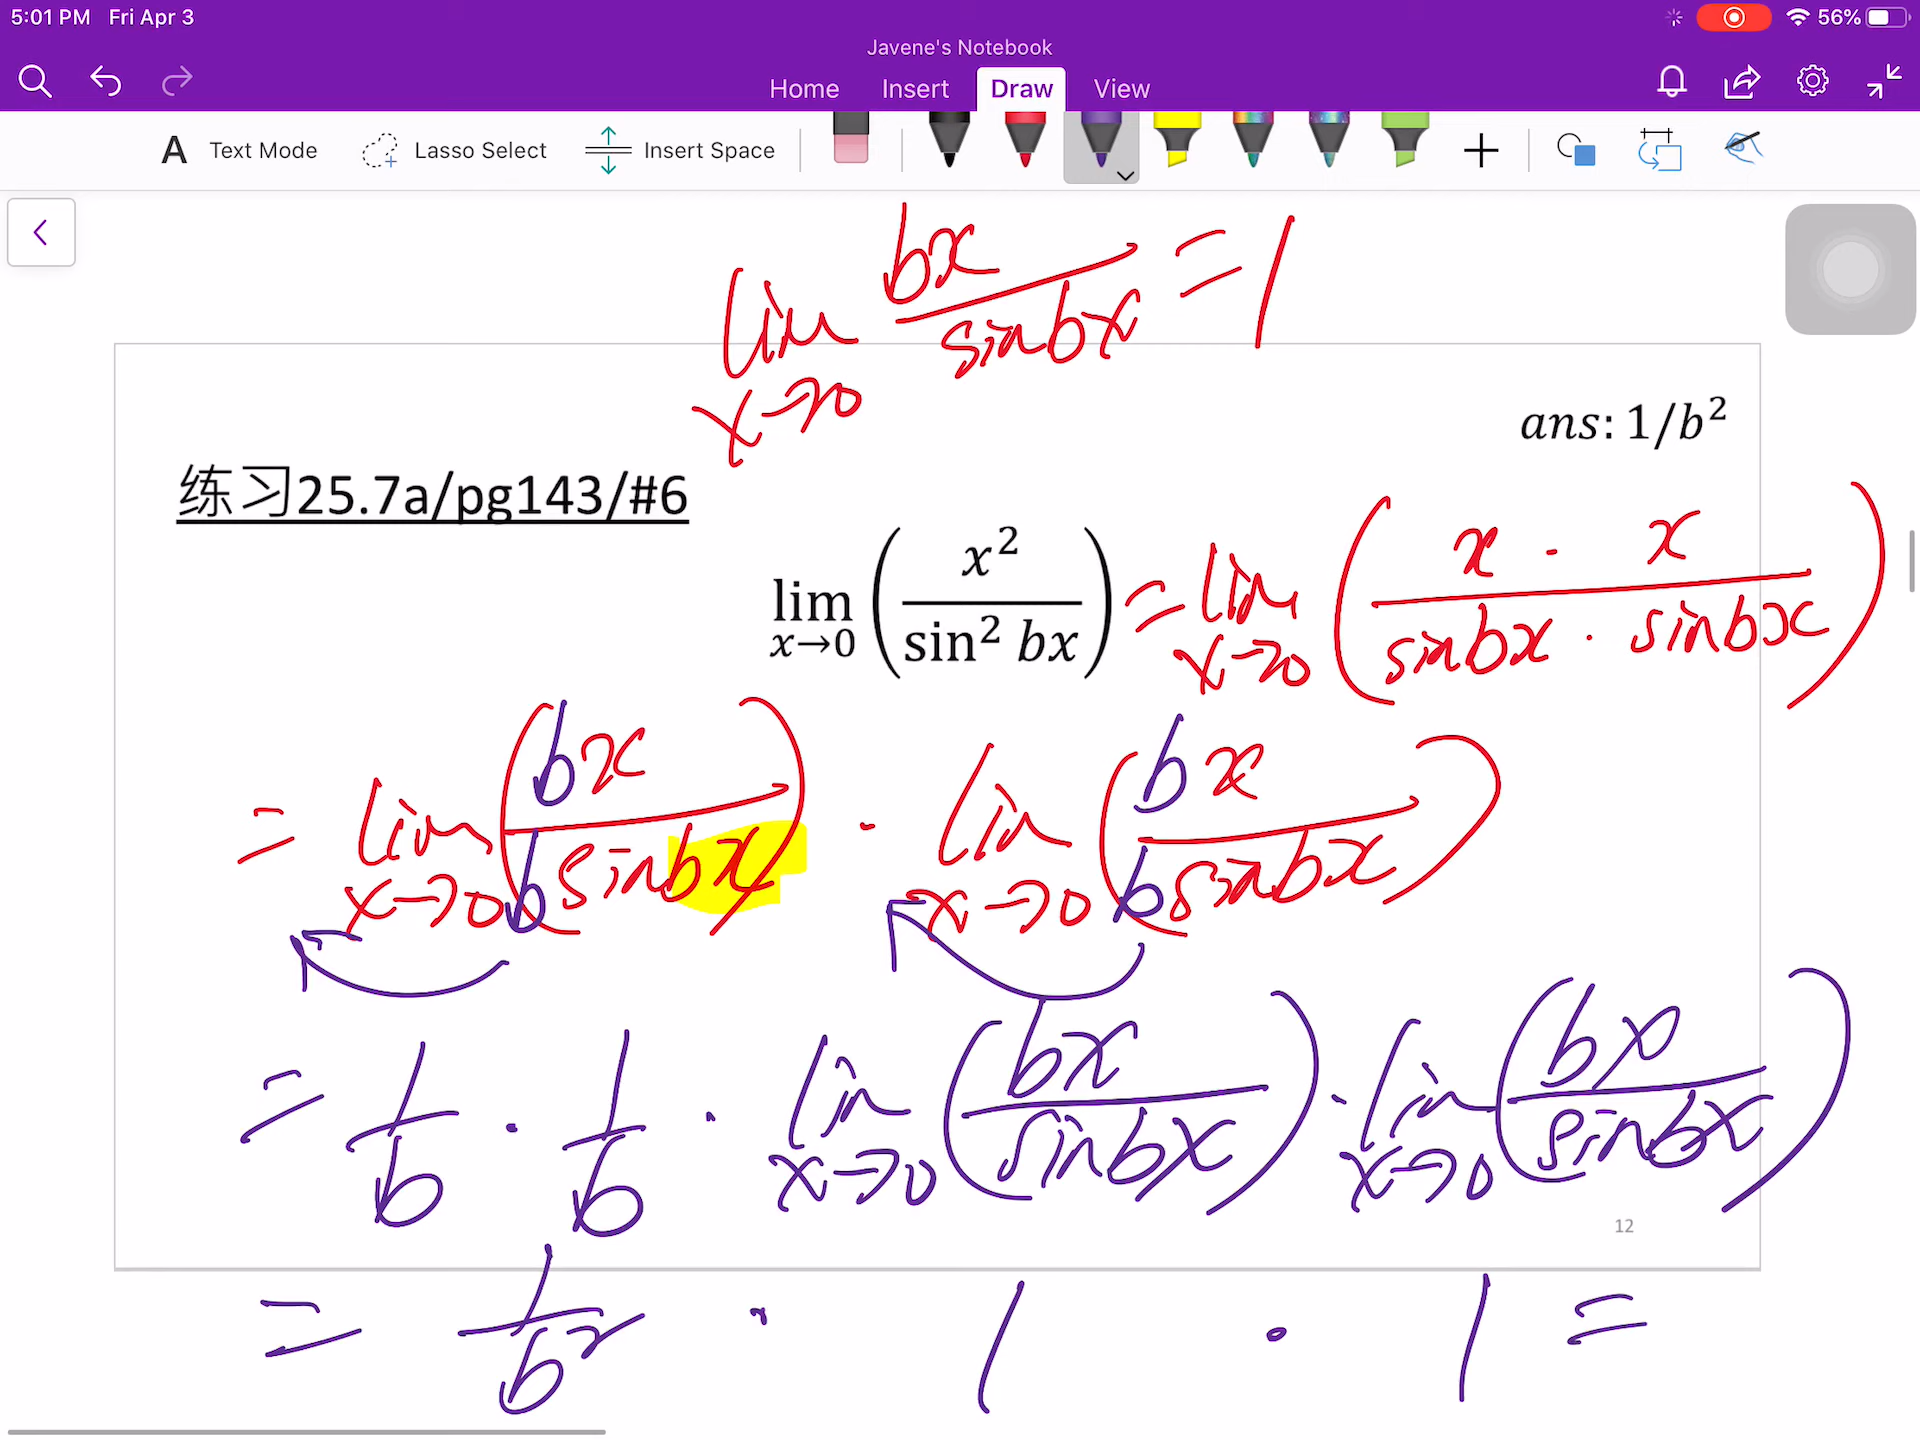 5:01 PM Fri Apr 3 56%
Javene's Notebook
Home Insert Draw View
A Text Mode Lasso Select Insert Space
lim x→0 bx/sinbx = 1
ans: 1/b²
练习25.7a/pg143/#6
lim x→0 (x²/sin² bx) = lim x→0 (x · x / sinbx · sinbx)
= lim x→0 (bx/b sinbx) · lim x→0 (bx/b sinbx)
= 1/b · 1/b · lim x→0 (bx/sinbx) · lim x→0 (bx/sinbx)
12
= 1/b² · 1 · 1 =